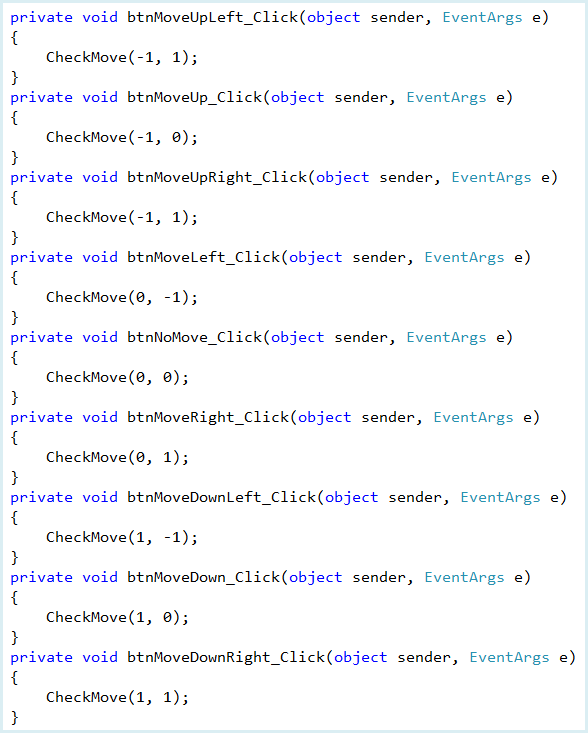 private void btnMoveUpLeft_Click(object sender, EventArgs e)
{
    CheckMove(-1, 1);
}
private void btnMoveUp_Click(object sender, EventArgs e)
{
    CheckMove(-1, 0);
}
private void btnMoveUpRight_Click(object sender, EventArgs e)
{
    CheckMove(-1, 1);
}
private void btnMoveLeft_Click(object sender, EventArgs e)
{
    CheckMove(0, -1);
}
private void btnNoMove_Click(object sender, EventArgs e)
{
    CheckMove(0, 0);
}
private void btnMoveRight_Click(object sender, EventArgs e)
{
    CheckMove(0, 1);
}
private void btnMoveDownLeft_Click(object sender, EventArgs e)
{
    CheckMove(1, -1);
}
private void btnMoveDown_Click(object sender, EventArgs e)
{
    CheckMove(1, 0);
}
private void btnMoveDownRight_Click(object sender, EventArgs e)
{
    CheckMove(1, 1);
}